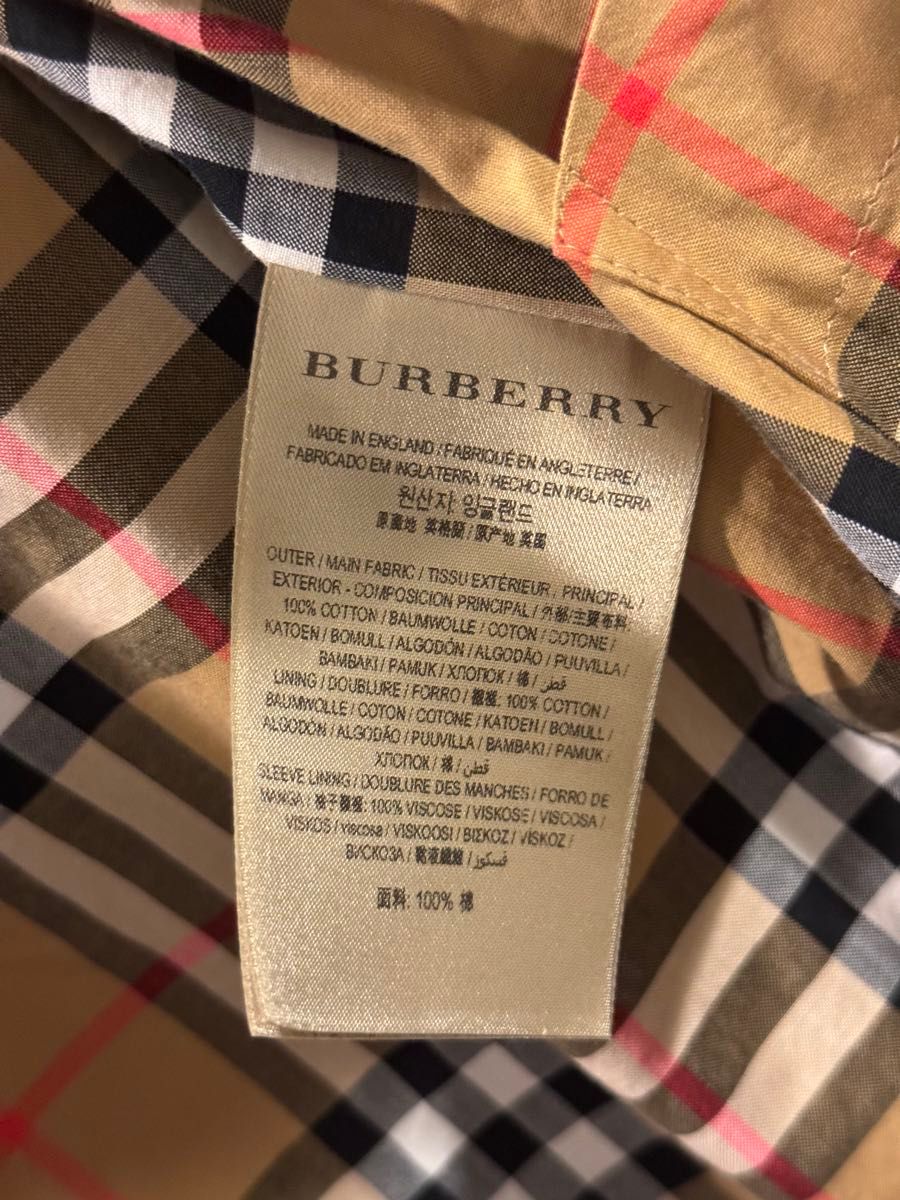 BURBERRY
MADE IN ENGLAND / FABRIQUÉ EN ANGLETERRE /
FABRICADO EM INGLATERRA / HECHO EN INGLATERRA
원산지: 잉글랜드
原產地 英格蘭 / 原产地 英国
OUTER / MAIN FABRIC / TISSU EXTÉRIEUR, PRINCIPAL /
EXTERIOR - COMPOSICION PRINCIPAL / 外部/主要布料:
100% COTTON / BAUMWOLLE / COTON / COTONE /
KATOEN / BOMULL / ALGODÓN / ALGODÃO / PUUVILLA /
BAMBAKI / PAMUK / ХЛОПОК / 棉 / قطن
LINING / DOUBLURE / FORRO / 襯裡: 100% COTTON /
BAUMWOLLE / COTON / COTONE / KATOEN / BOMULL /
ALGODÓN / ALGODÃO / PUUVILLA / BAMBAKI / PAMUK /
ХЛОПОК / 棉 / قطن
SLEEVE LINING / DOUBLURE DES MANCHES / FORRO DE
MANGA / 袖子襯裡: 100% VISCOSE / VISKOSE / VISCOSA /
VISKOS / viscosa / VISKOOSI / ΒΙΣΚΟΖ / VISKOZ /
ВИСКОЗА / 黏液纖維 / فسكوز
面料: 100% 棉